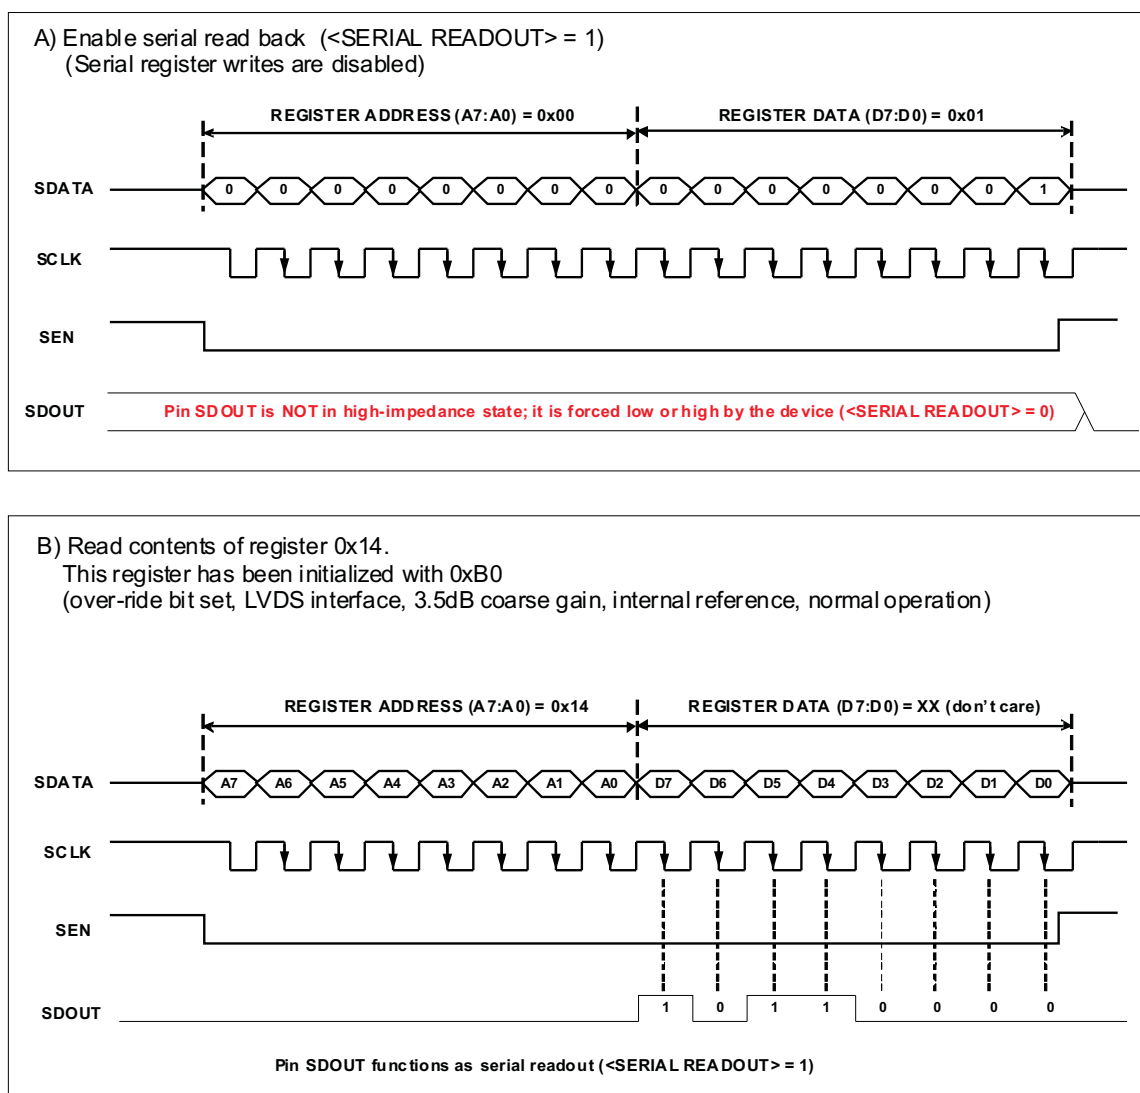 A) Enable serial read back (<SERIAL READOUT> = 1)
(Serial register writes are disabled)
REGISTER ADDRESS (A7:A0) = 0x00 REGISTER DATA (D7:D0) = 0x01
SDATA 0 0 0 0 0 0 0 0 0 0 0 0 0 0 0 1
SCLK
SEN
SDOUT Pin SDOUT is NOT in high-impedance state; it is forced low or high by the device (<SERIAL READOUT> = 0)
B) Read contents of register 0x14.
This register has been initialized with 0xB0
(over-ride bit set, LVDS interface, 3.5dB coarse gain, internal reference, normal operation)
REGISTER ADDRESS (A7:A0) = 0x14 REGISTER DATA (D7:D0) = XX (don't care)
SDATA A7 A6 A5 A4 A3 A2 A1 A0 D7 D6 D5 D4 D3 D2 D1 D0
SCLK
SEN
SDOUT 1 0 1 1 0 0 0 0
Pin SDOUT functions as serial readout (<SERIAL READOUT> = 1)